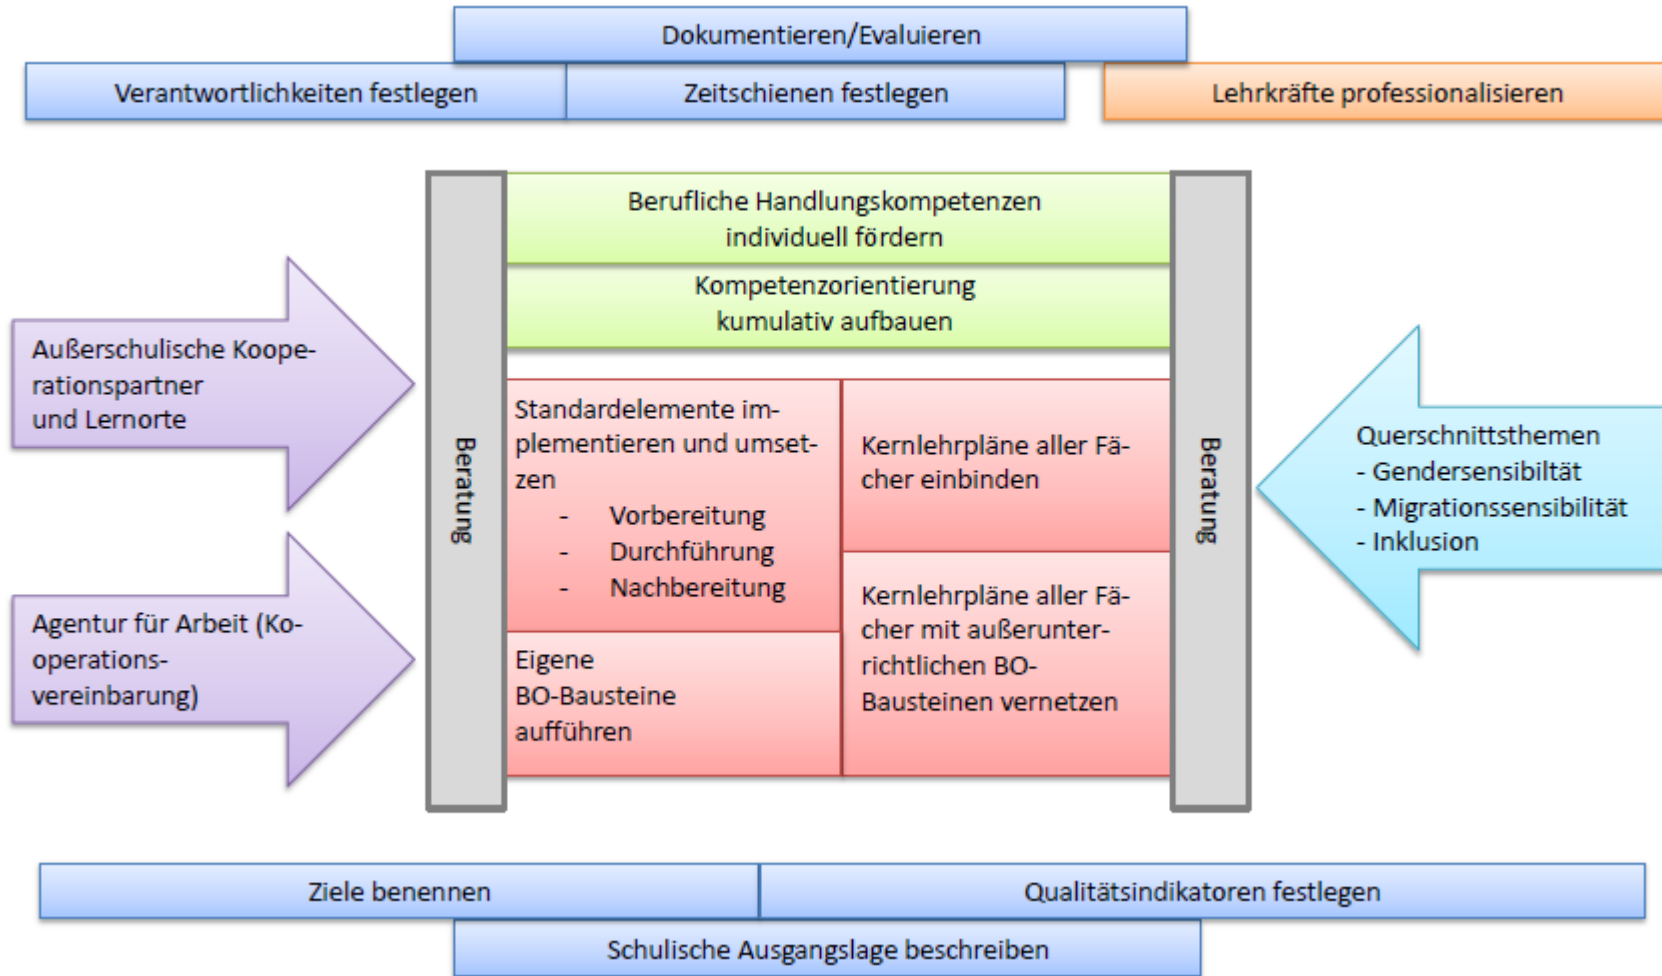 Dokumentieren/Evaluieren
Verantwortlichkeiten festlegen
Zeitschienen festlegen
Lehrkräfte professionalisieren
Berufliche Handlungskompetenzen
individuell fördern
Kompetenzorientierung
kumulativ aufbauen
Außerschulische Koope-
rationspartner
und Lernorte
Agentur für Arbeit (Ko-
operations-
vereinbarung)
Beratung
Standardelemente im-
plementieren und umset-
zen
- Vorbereitung
- Durchführung
- Nachbereitung
Eigene
BO-Bausteine
aufführen
Kernlehrpläne aller Fä-
cher einbinden
Kernlehrpläne aller Fä-
cher mit außerunter-
richtlichen BO-
Bausteinen vernetzen
Beratung
Querschnittsthemen
- Gendersensibiltät
- Migrationssensibilität
- Inklusion
Ziele benennen
Qualitätsindikatoren festlegen
Schulische Ausgangslage beschreiben